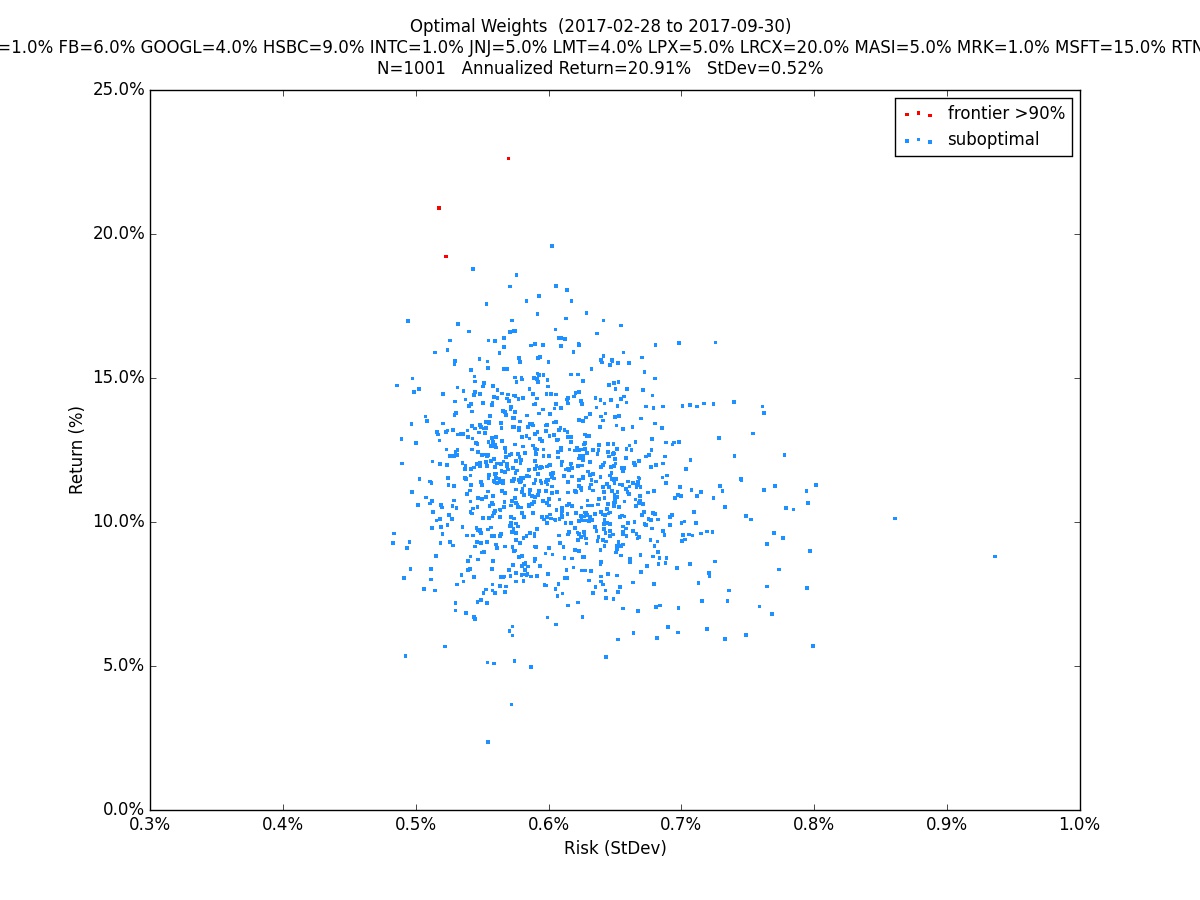 Optimal Weights (2017-02-28 to 2017-09-30)
=1.0% FB=6.0% GOOGL=4.0% HSBC=9.0% INTC=1.0% JNJ=5.0% LMT=4.0% LPX=5.0% LRCX=20.0% MASI=5.0% MRK=1.0% MSFT=15.0% RTN
N=1001 Annualized Return=20.91% StDev=0.52%
25.0%
20.0%
15.0%
10.0%
5.0%
0.0%
Return (%)
frontier >90%
suboptimal
0.3% 0.4% 0.5% 0.6% 0.7% 0.8% 0.9% 1.0%
Risk (StDev)